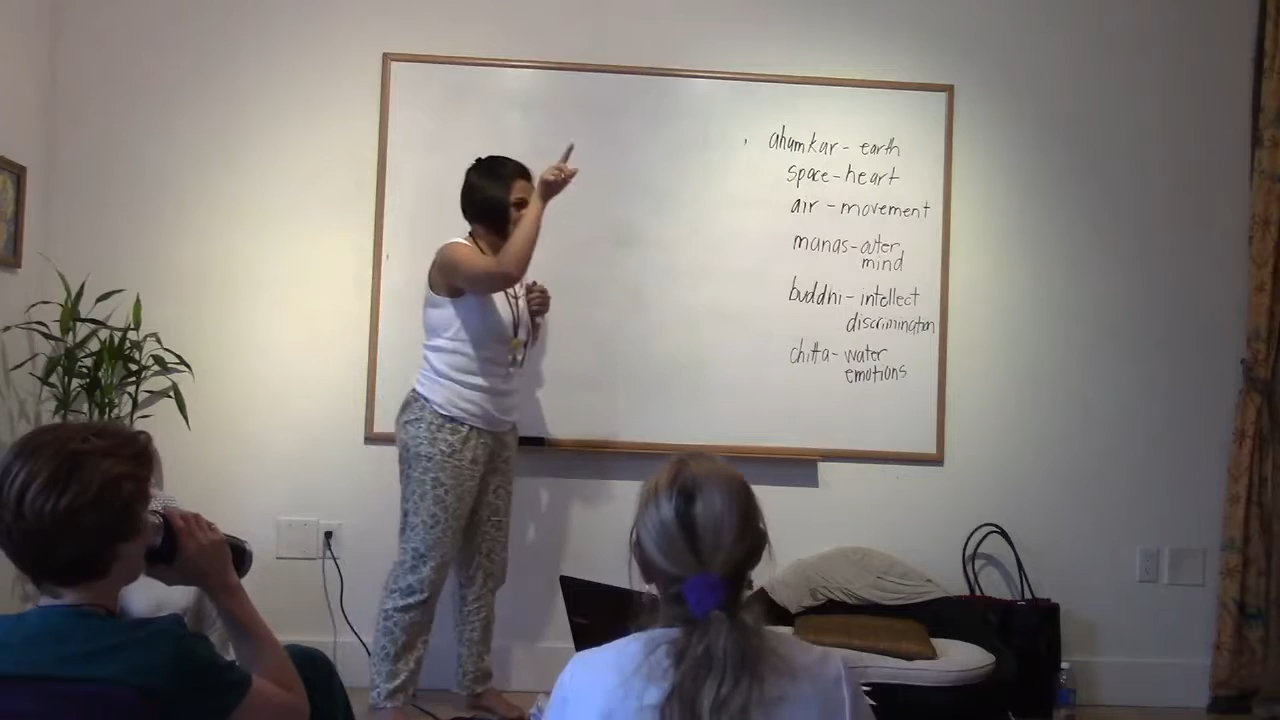 ahumkar - earth
space - heart
air - movement
manas - outer
mind
buddhi - intellect
discrimination
chitta - water
emotions